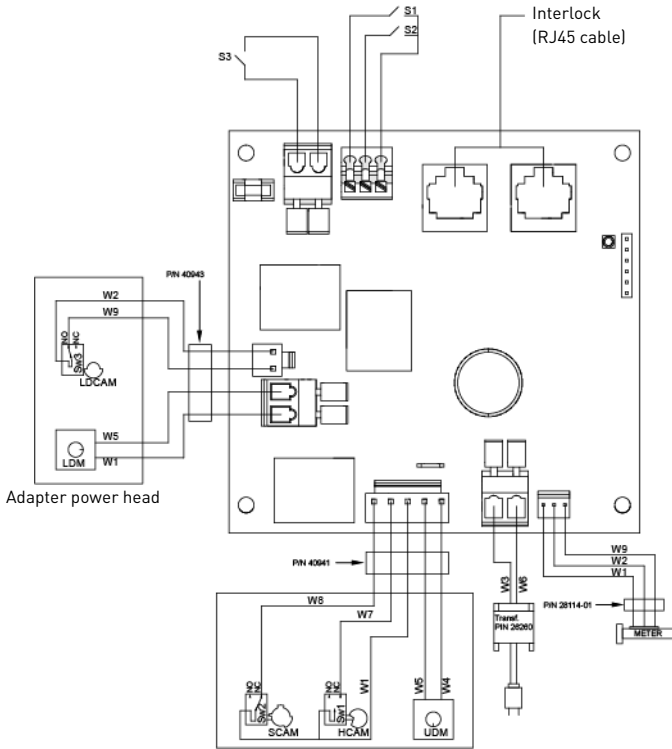 S1
Interlock
S2
(RJ45 cable)
S3
P/N 40943
W2
W9
NO
NC
Sw3
LDCAM
W5
LDM
W1
Adapter power head
W9
W2
W1
P/N 40941
W3
W6
P/N 28114-01
W8
Transf.
P/N 26260
METER
W7
NO
NC
Sw2
NO
NC
Sw1
W1
W5
W4
SCAM
HCAM
UDM